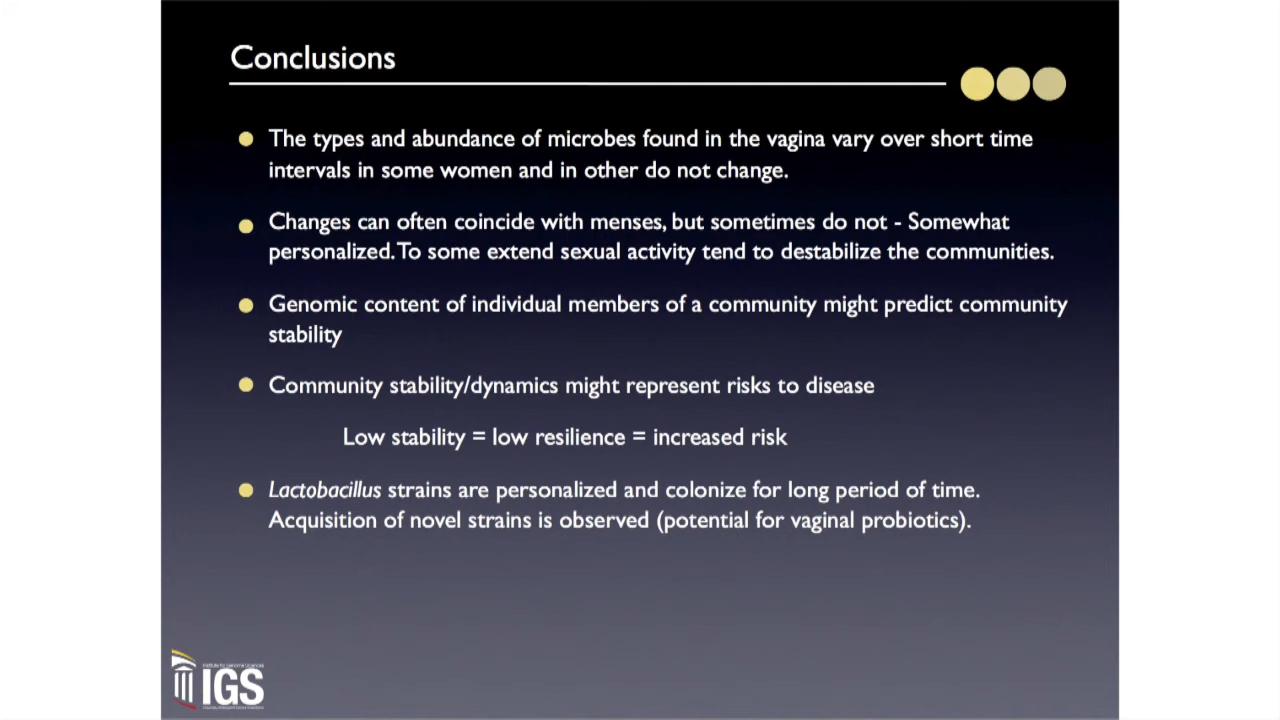 Conclusions
The types and abundance of microbes found in the vagina vary over short time
intervals in some women and in other do not change.
Changes can often coincide with menses, but sometimes do not - Somewhat
personalized. To some extend sexual activity tend to destabilize the communities.
Genomic content of individual members of a community might predict community
stability
Community stability/dynamics might represent risks to disease
Low stability = low resilience = increased risk
Lactobacillus strains are personalized and colonize for long period of time.
Acquisition of novel strains is observed (potential for vaginal probiotics).
Institute for Genome Sciences
IGS